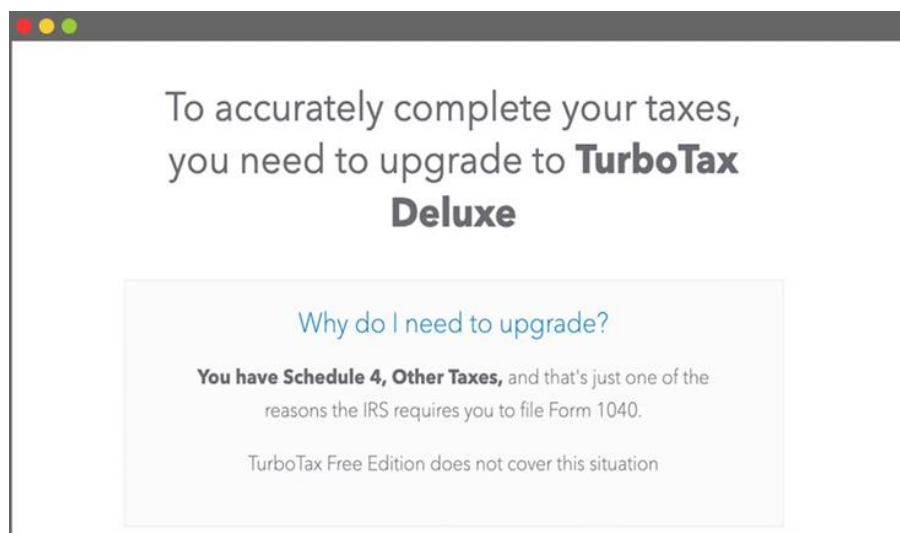 To accurately complete your taxes,
you need to upgrade to TurboTax
Deluxe
Why do I need to upgrade?
You have Schedule 4, Other Taxes, and that's just one of the
reasons the IRS requires you to file Form 1040.
TurboTax Free Edition does not cover this situation